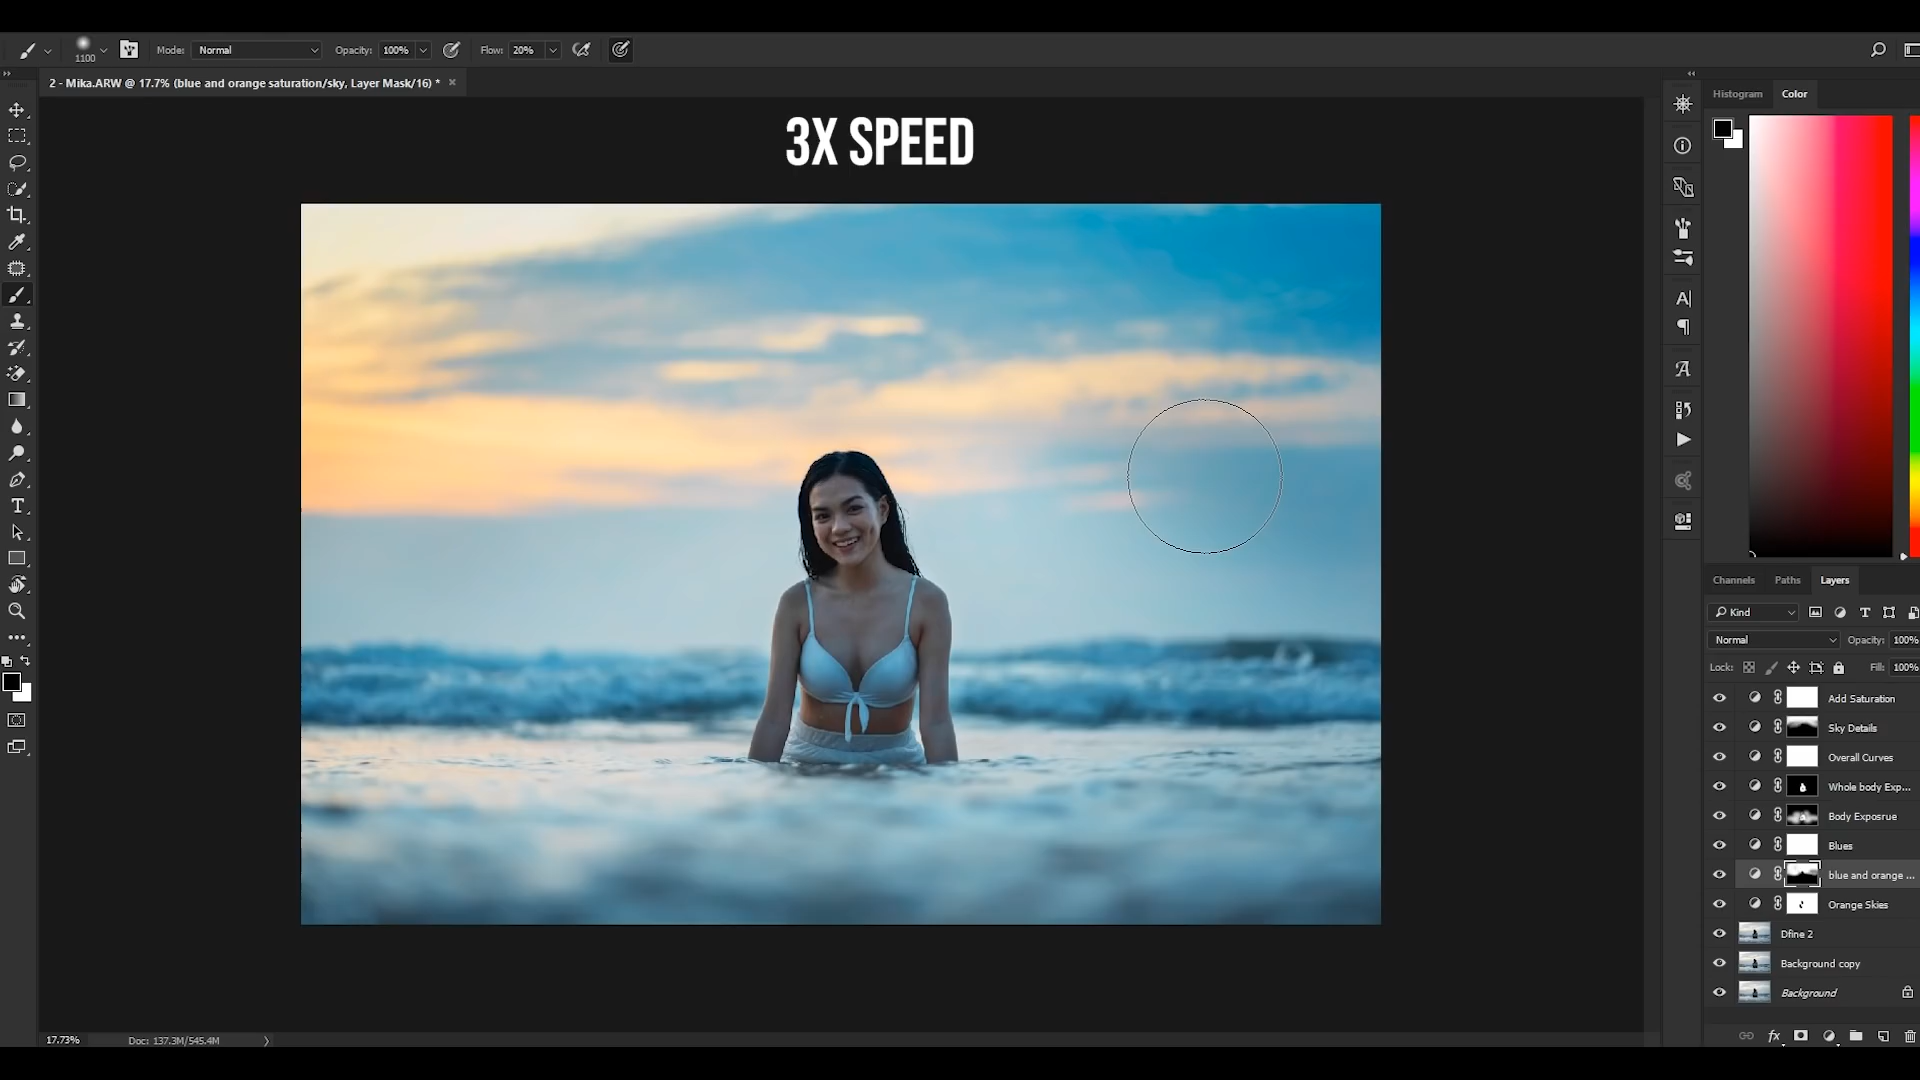 1100 Mode: Normal Opacity: 100% Flow: 20%
2 - Mika.ARW @ 17.7% (blue and orange saturation/sky, Layer Mask/16) *
Histogram Color
3X SPEED
Channels Paths Layers
Kind
Normal Opacity: 100%
Lock: Fill: 100%
Add Saturation
Sky Details
Overall Curves
Whole body Exp...
Body Exposrue
Blues
blue and orange ...
Orange Skies
Dfine 2
Background copy
Background
17.73% Doc: 137.3M/545.4M